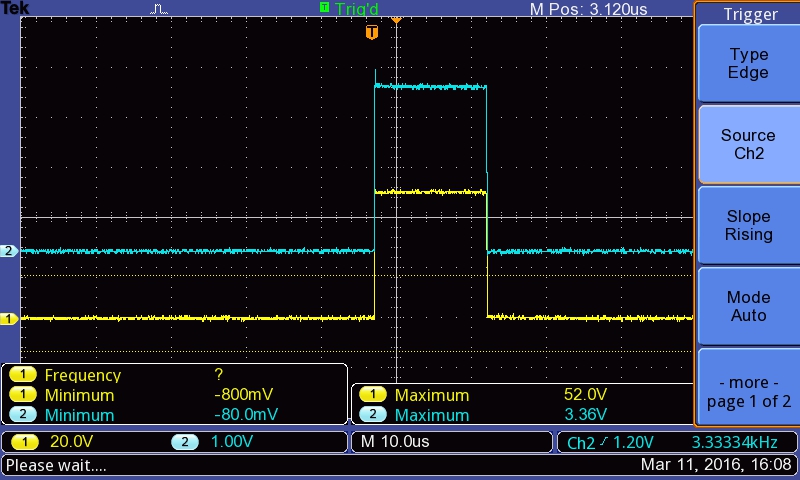 Tek
T Trig'd
M Pos: 3.120us
T
Trigger
Type
Edge
Source
Ch2
Slope
Rising
Mode
Auto
- more -
page 1 of 2
2
1
1 Frequency ?
1 Minimum -800mV
2 Minimum -80.0mV
1 Maximum 52.0V
2 Maximum 3.36V
1 20.0V 2 1.00V
M 10.0us
Ch2 1.20V 3.33334kHz
Please wait....
Mar 11, 2016, 16:08